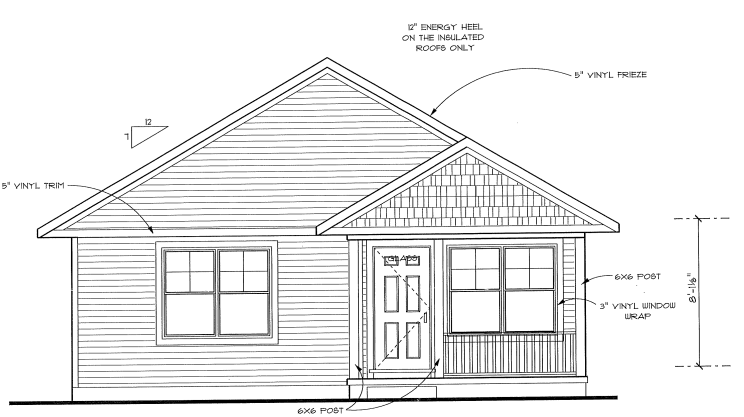 12" ENERGY HEEL
ON THE INSULATED
ROOFS ONLY
5" VINYL FRIEZE
12
7
5" VINYL TRIM
GLASS
6X6 POST
8'-1 1/8"
3" VINYL WINDOW
WRAP
6X6 POST